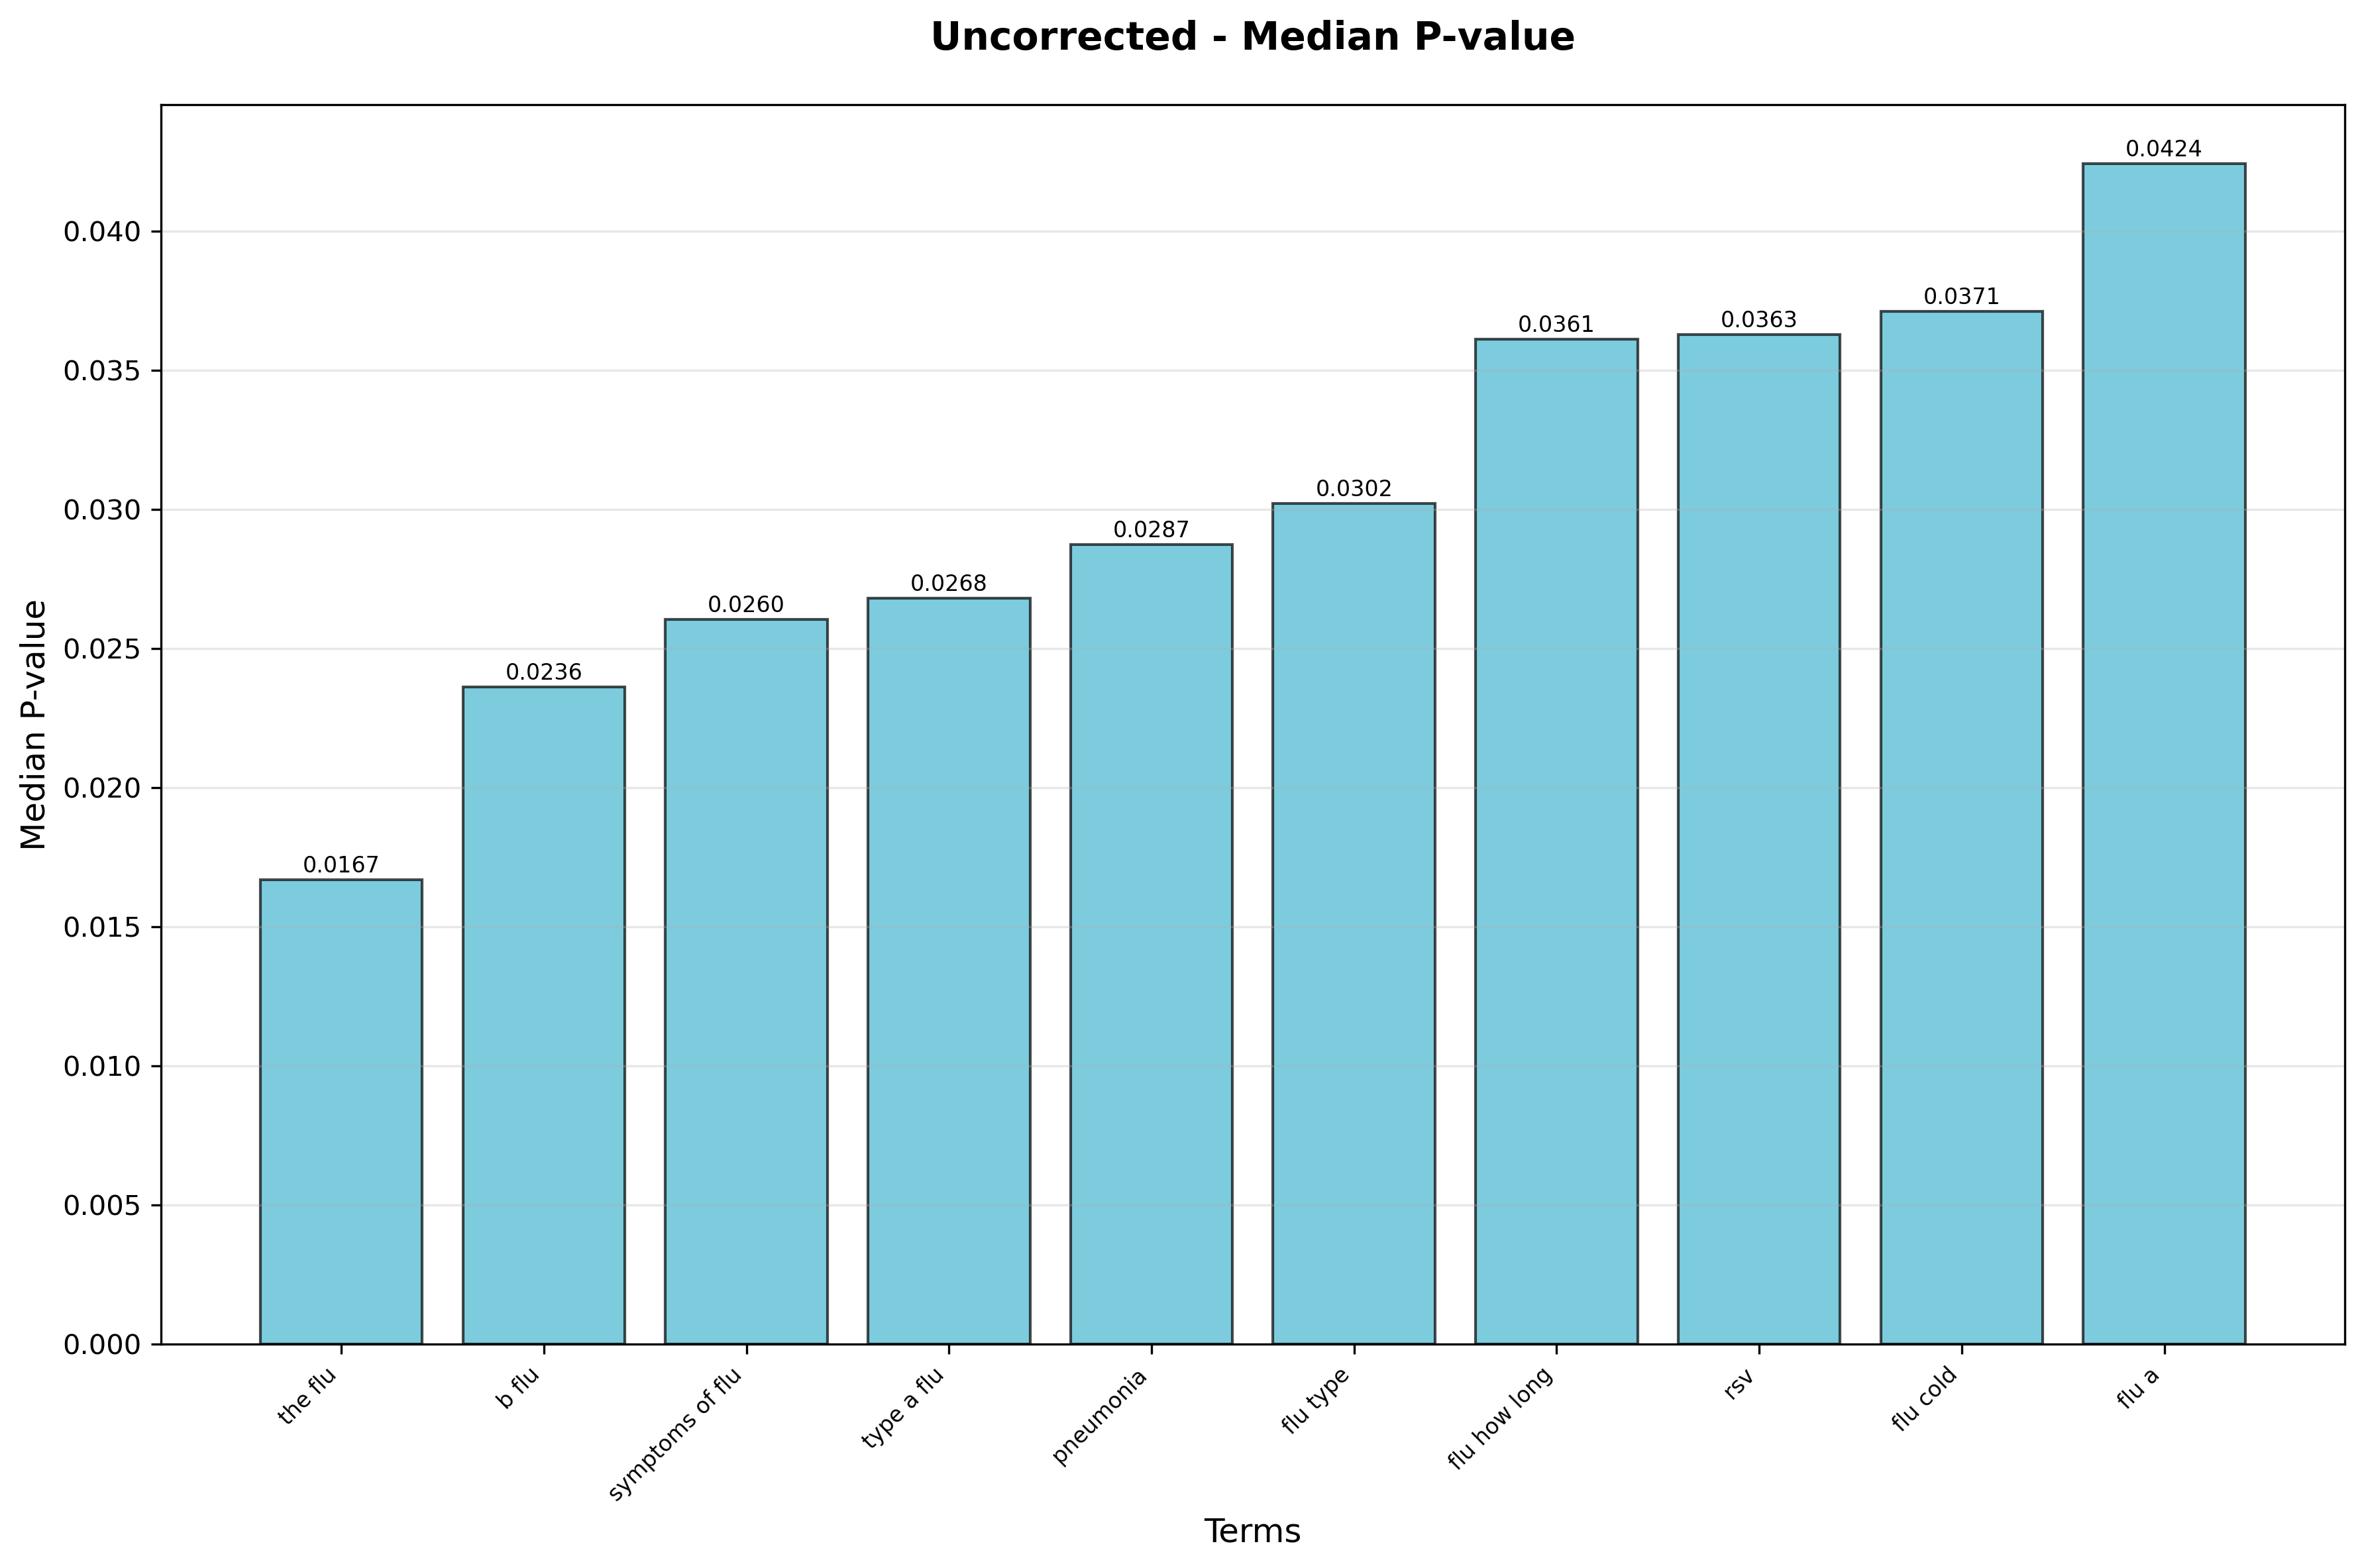 Uncorrected - Median P-value
Median P-value
0.040
0.035
0.030
0.025
0.020
0.015
0.010
0.005
0.000
0.0167
0.0236
0.0260
0.0268
0.0287
0.0302
0.0361
0.0363
0.0371
0.0424
the flu
b flu
symptoms of flu
type a flu
pneumonia
flu type
flu how long
rsv
flu cold
flu a
Terms